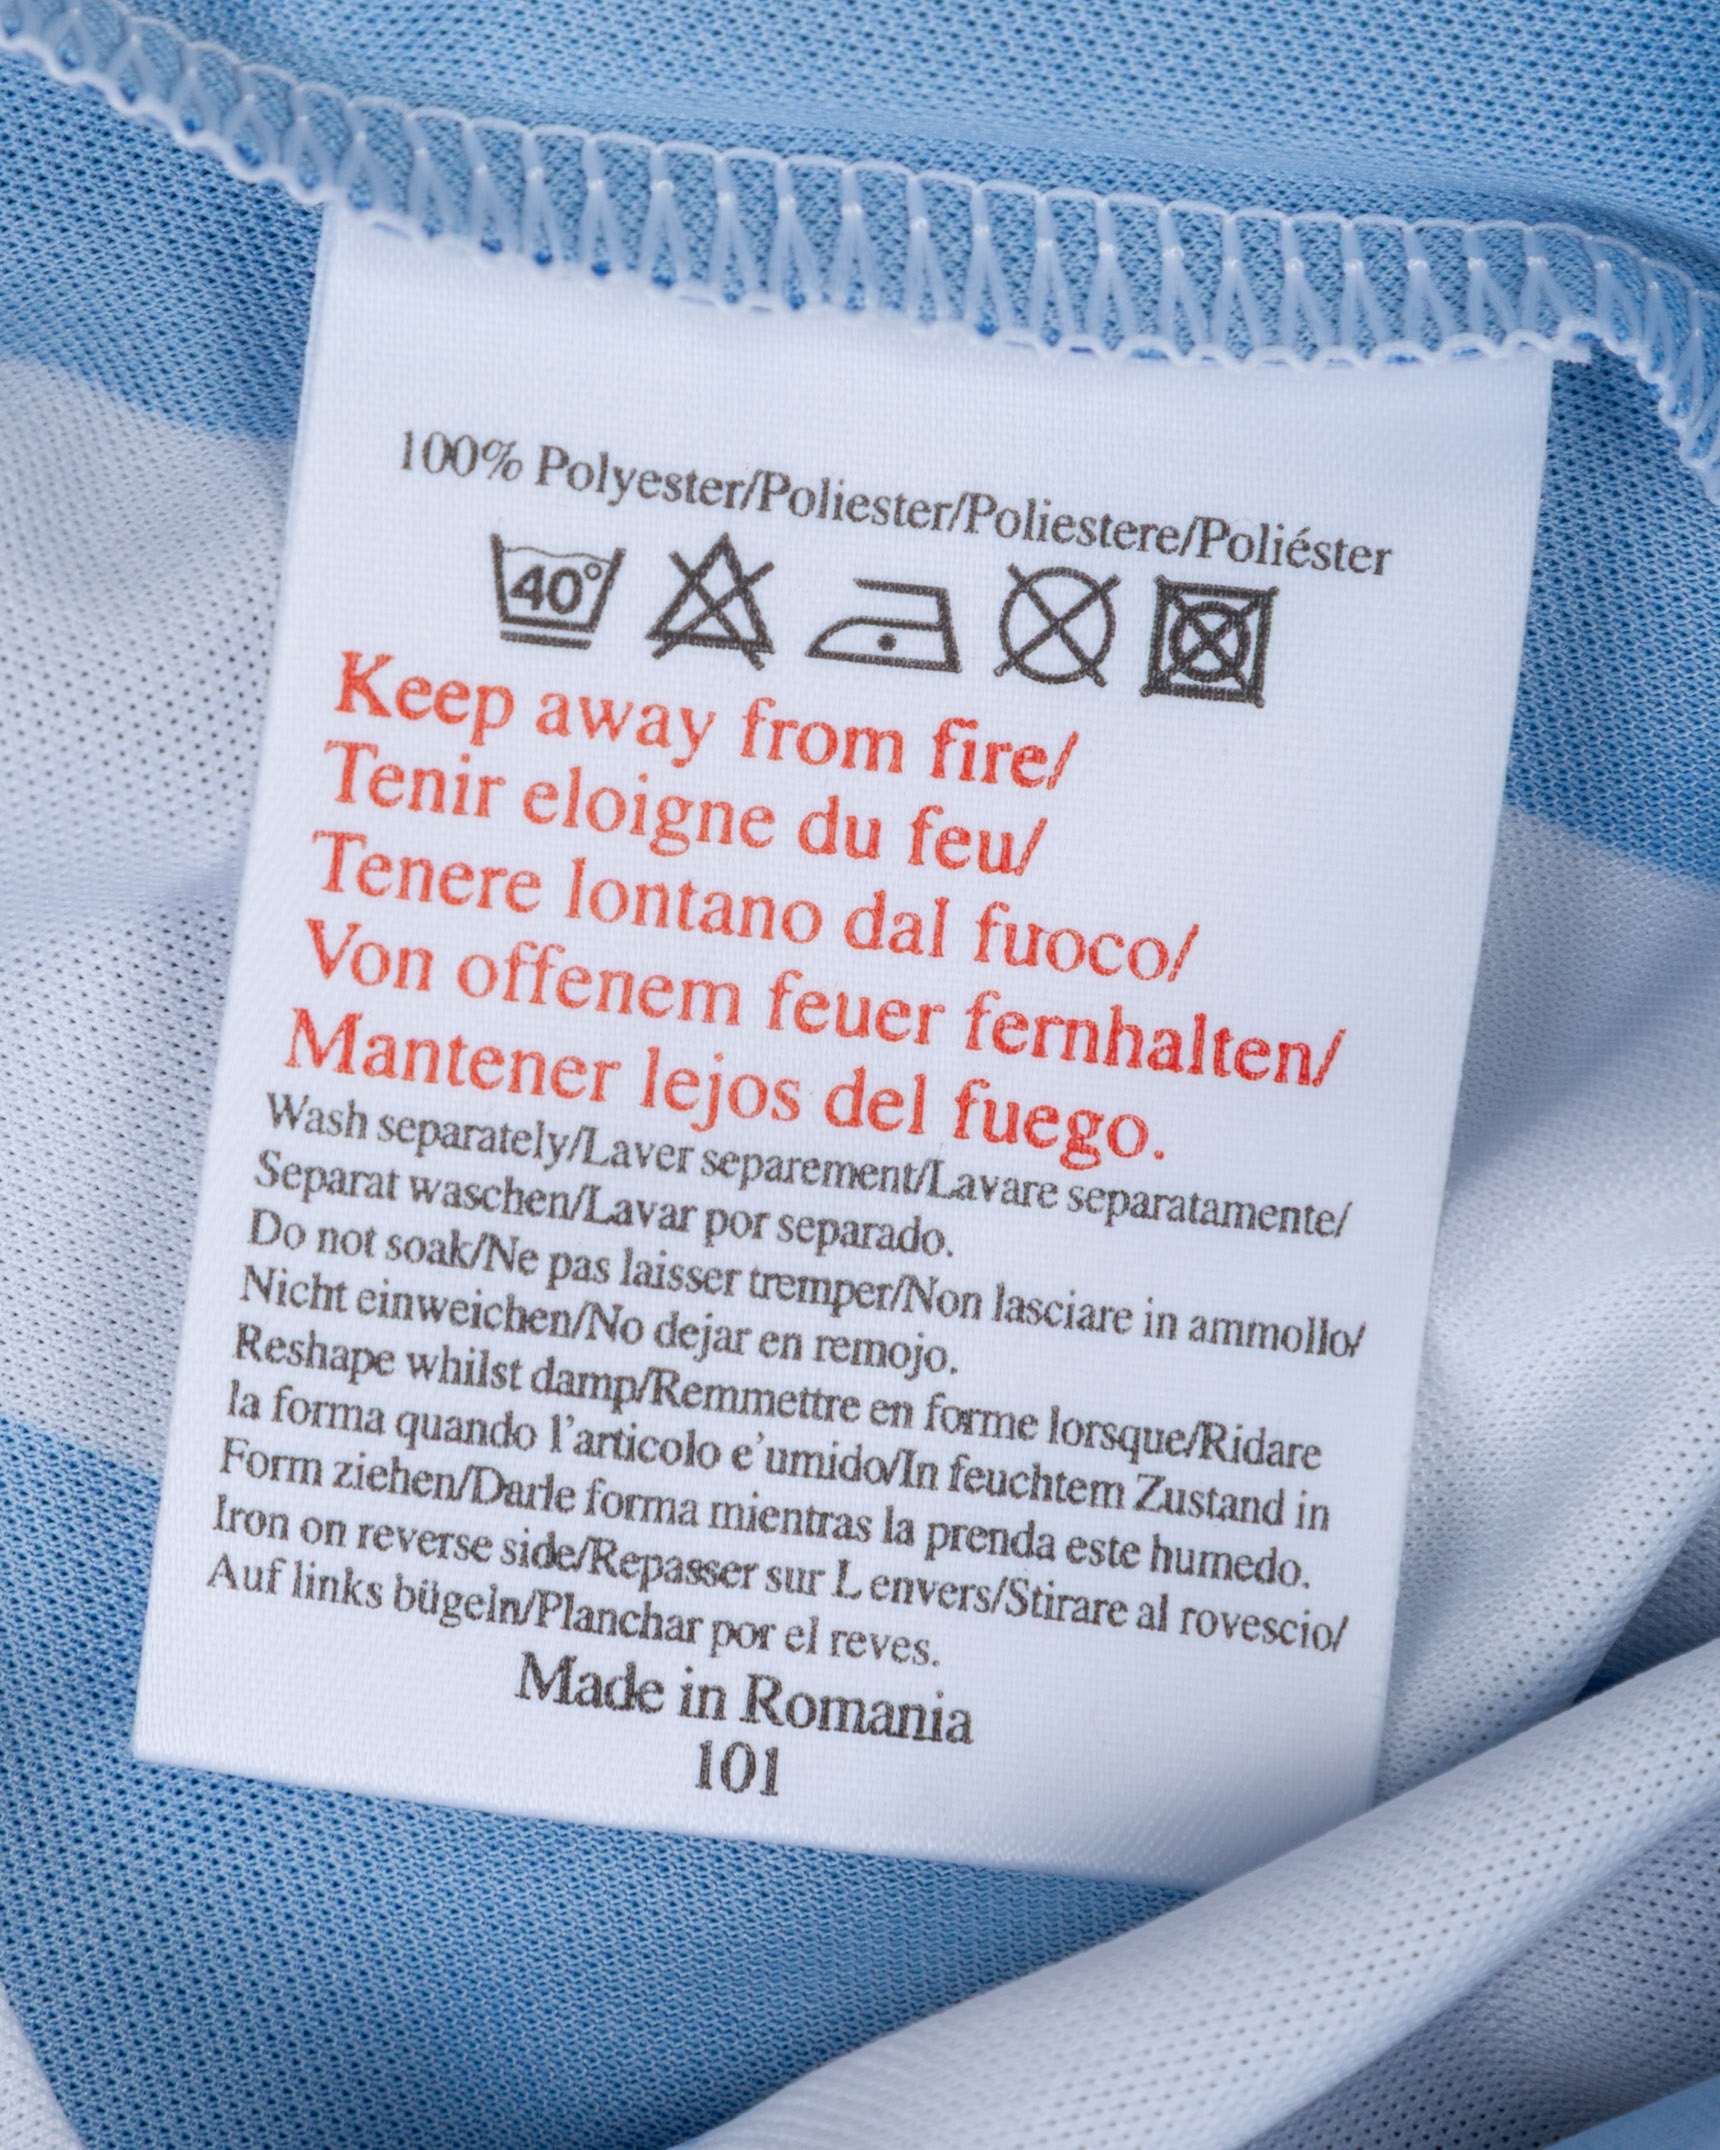 100% Polyester/Poliester/Poliestere/Poliéster
40°
Keep away from fire/
Tenir eloigne du feu/
Tenere lontano dal fuoco/
Von offenem feuer fernhalten/
Mantener lejos del fuego.
Wash separately/Laver separement/Lavare separatamente/
Separat waschen/Lavar por separado.
Do not soak/Ne pas laisser tremper/Non lasciare in ammollo/
Nicht einweichen/No dejar en remojo.
Reshape whilst damp/Remmettre en forme lorsque/Ridare
la forma quando l'articolo e'umido/In feuchtem Zustand in
Form ziehen/Darle forma mientras la prenda este humedo.
Iron on reverse side/Repasser sur L envers/Stirare al rovescio/
Auf links bügeln/Planchar por el reves.
Made in Romania
101